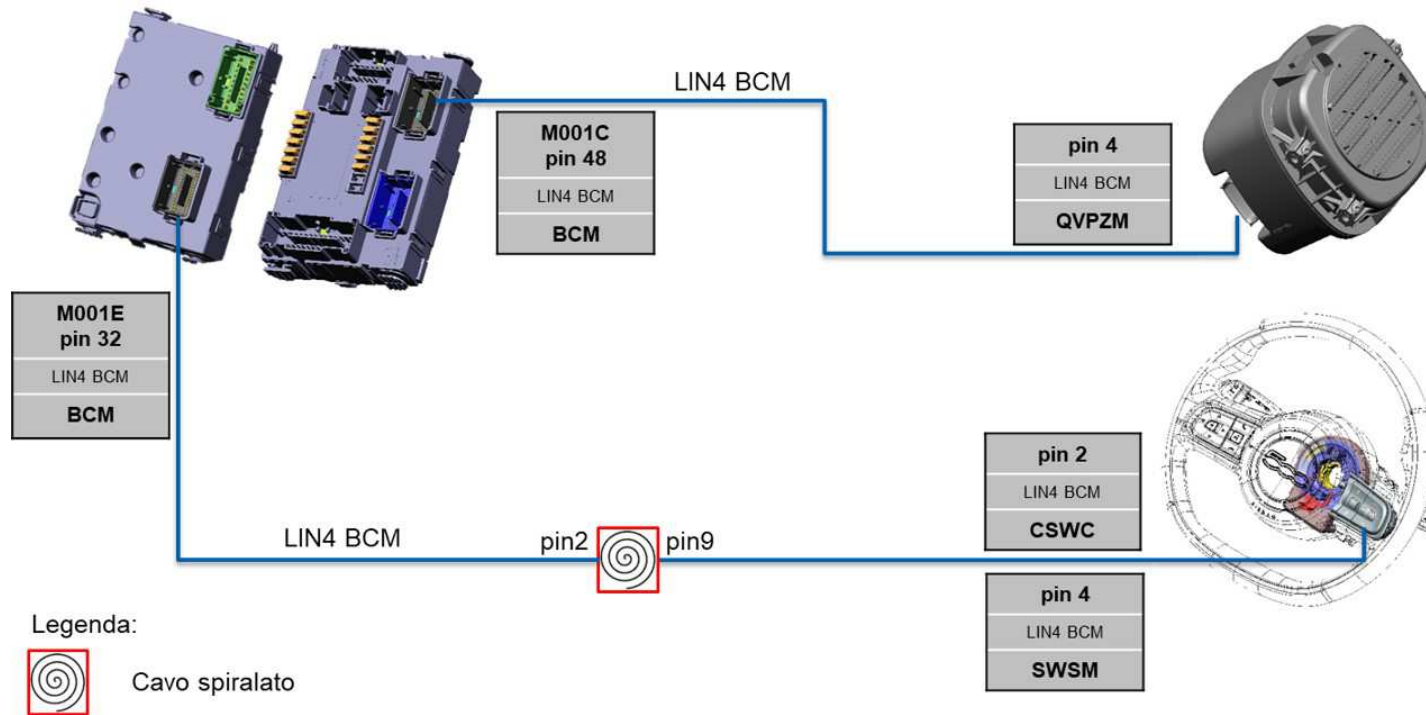 LIN4 BCM
M001C
pin 48
LIN4 BCM
BCM
pin 4
LIN4 BCM
QVPZM
M001E
pin 32
LIN4 BCM
BCM
LIN4 BCM
pin2
pin9
pin 2
LIN4 BCM
CSWC
pin 4
LIN4 BCM
SWSM
Legenda:
Cavo spiralato